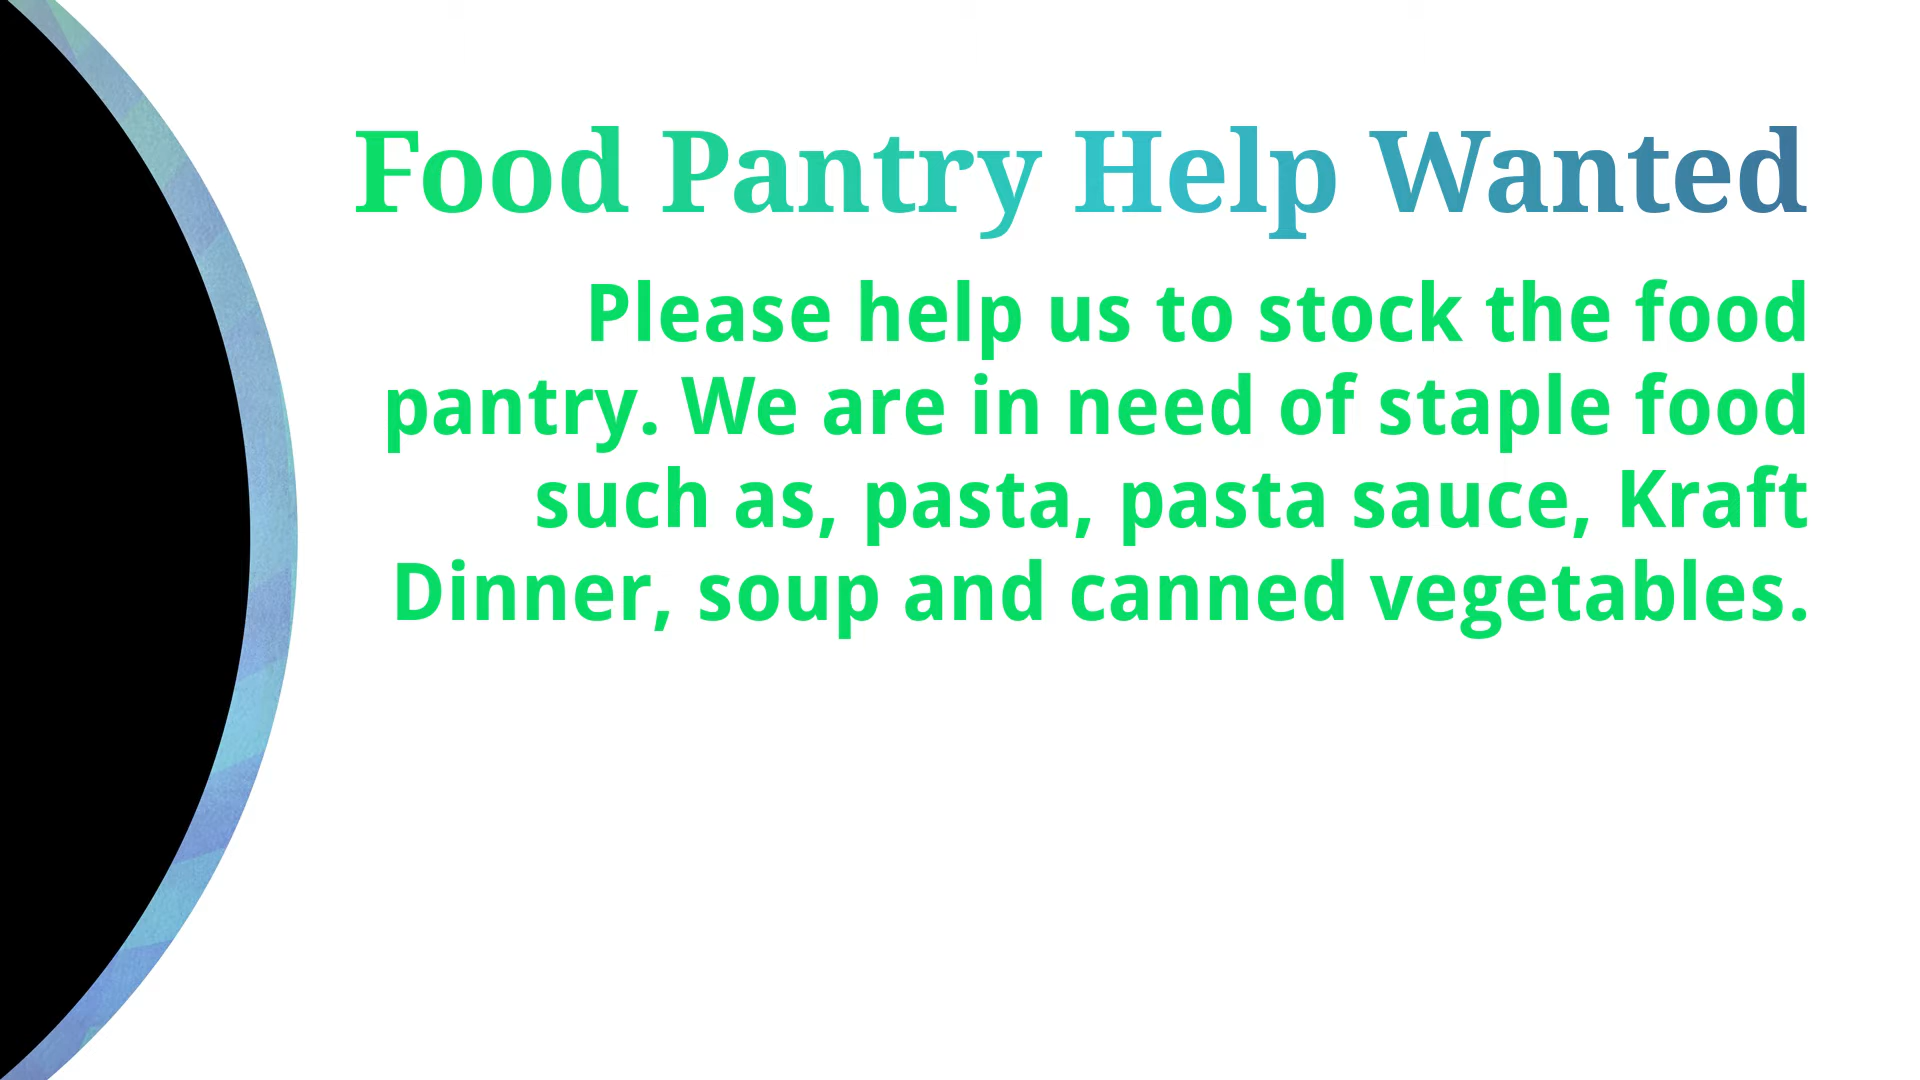 Food Pantry Help Wanted
Please help us to stock the food
pantry. We are in need of staple food
such as, pasta, pasta sauce, Kraft
Dinner, soup and canned vegetables.